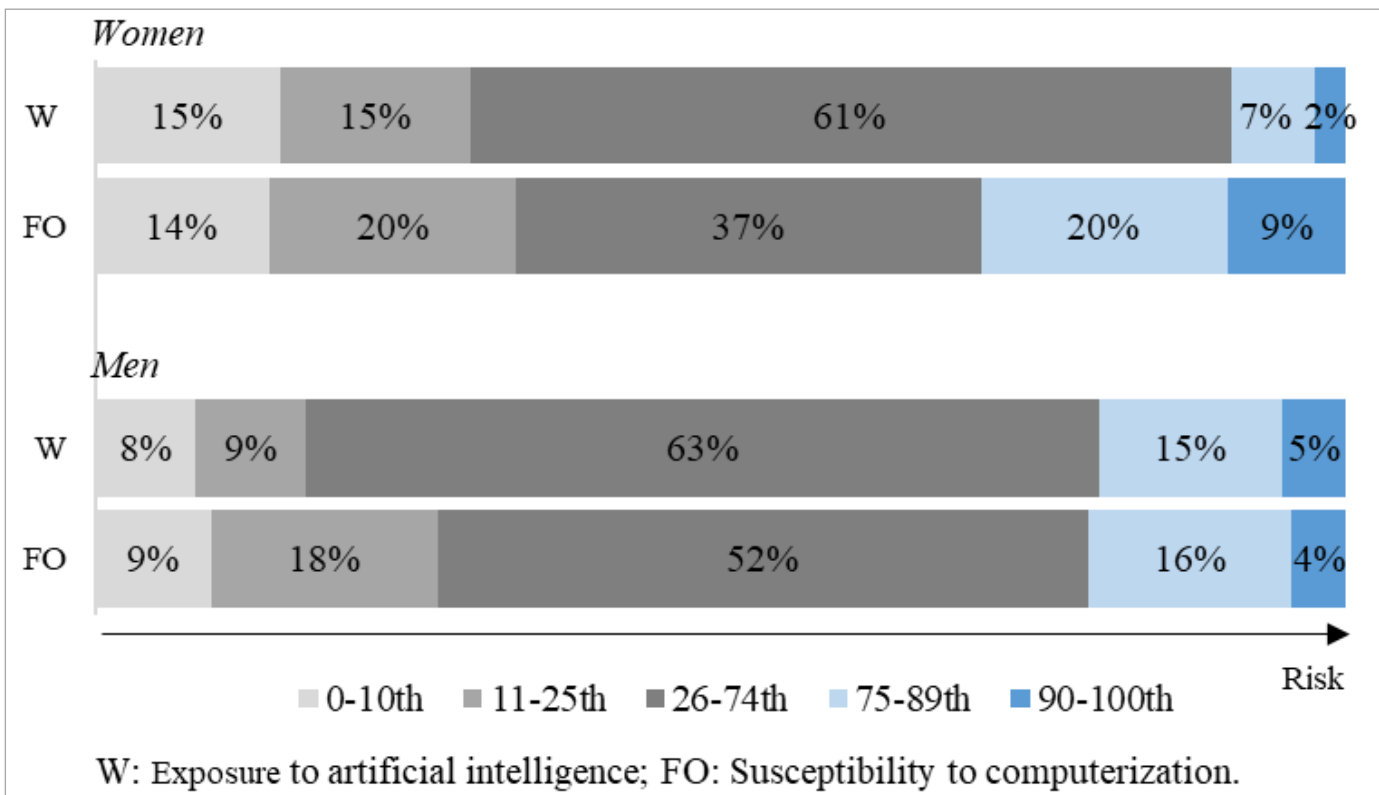 Women
W 15% 15% 61% 7% 2%
FO 14% 20% 37% 20% 9%
Men
W 8% 9% 63% 15% 5%
FO 9% 18% 52% 16% 4%
Risk
0-10th 11-25th 26-74th 75-89th 90-100th
W: Exposure to artificial intelligence; FO: Susceptibility to computerization.